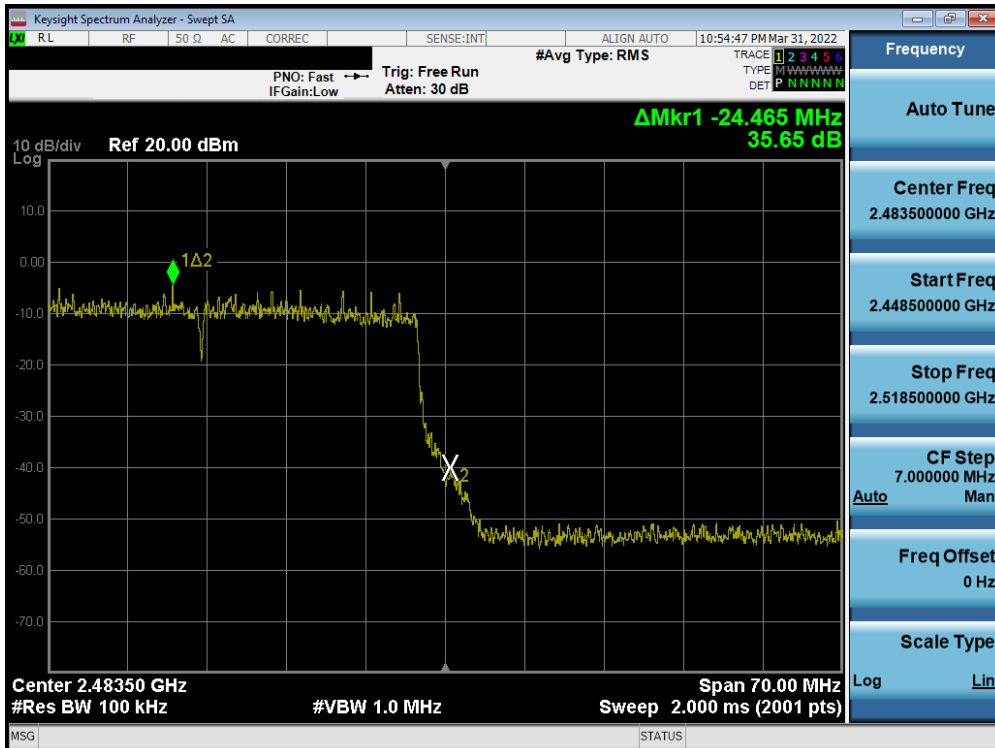 Keysight Spectrum Analyzer - Swept SA
LXI RL RF 50 Ω AC CORREC SENSE:INT ALIGN AUTO 10:54:47 PM Mar 31, 2022
#Avg Type: RMS
TRACE 1 2 3 4 5 6
TYPE M WWWWW
DET P N N N N N
PNO: Fast
IFGain:Low
Trig: Free Run
Atten: 30 dB
ΔMkr1 -24.465 MHz
35.65 dB
10 dB/div Ref 20.00 dBm
Log
10.0
0.00
-10.0
-20.0
-30.0
-40.0
-50.0
-60.0
-70.0
1Δ2
X2
Center 2.48350 GHz Span 70.00 MHz
#Res BW 100 kHz #VBW 1.0 MHz Sweep 2.000 ms (2001 pts)
MSG STATUS
Frequency
Auto Tune
Center Freq
2.483500000 GHz
Start Freq
2.448500000 GHz
Stop Freq
2.518500000 GHz
CF Step
7.000000 MHz
Auto Man
Freq Offset
0 Hz
Scale Type
Log Lin